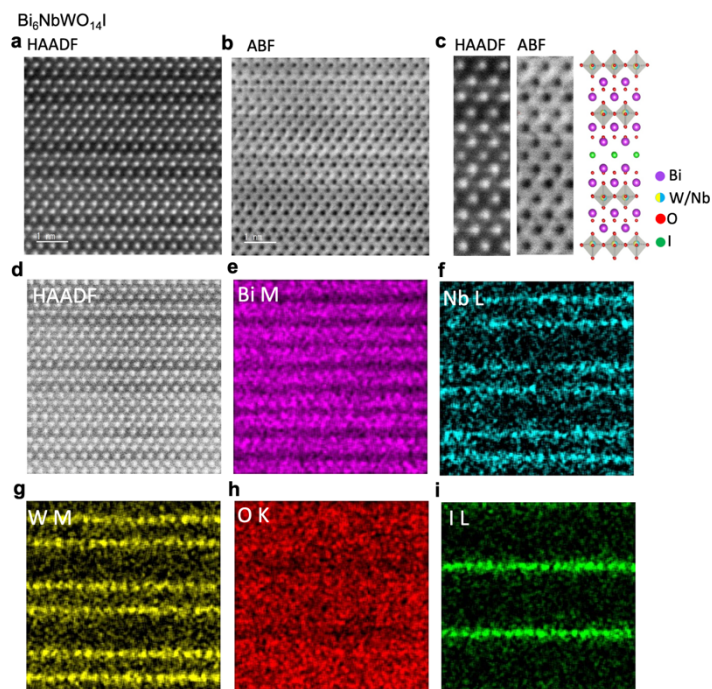 Bi₆NbWO₁₄I
a HAADF
b ABF
c HAADF ABF
1 nm
1 nm
Bi
W/Nb
O
I
d HAADF
e Bi M
f Nb L
g W M
h O K
i I L